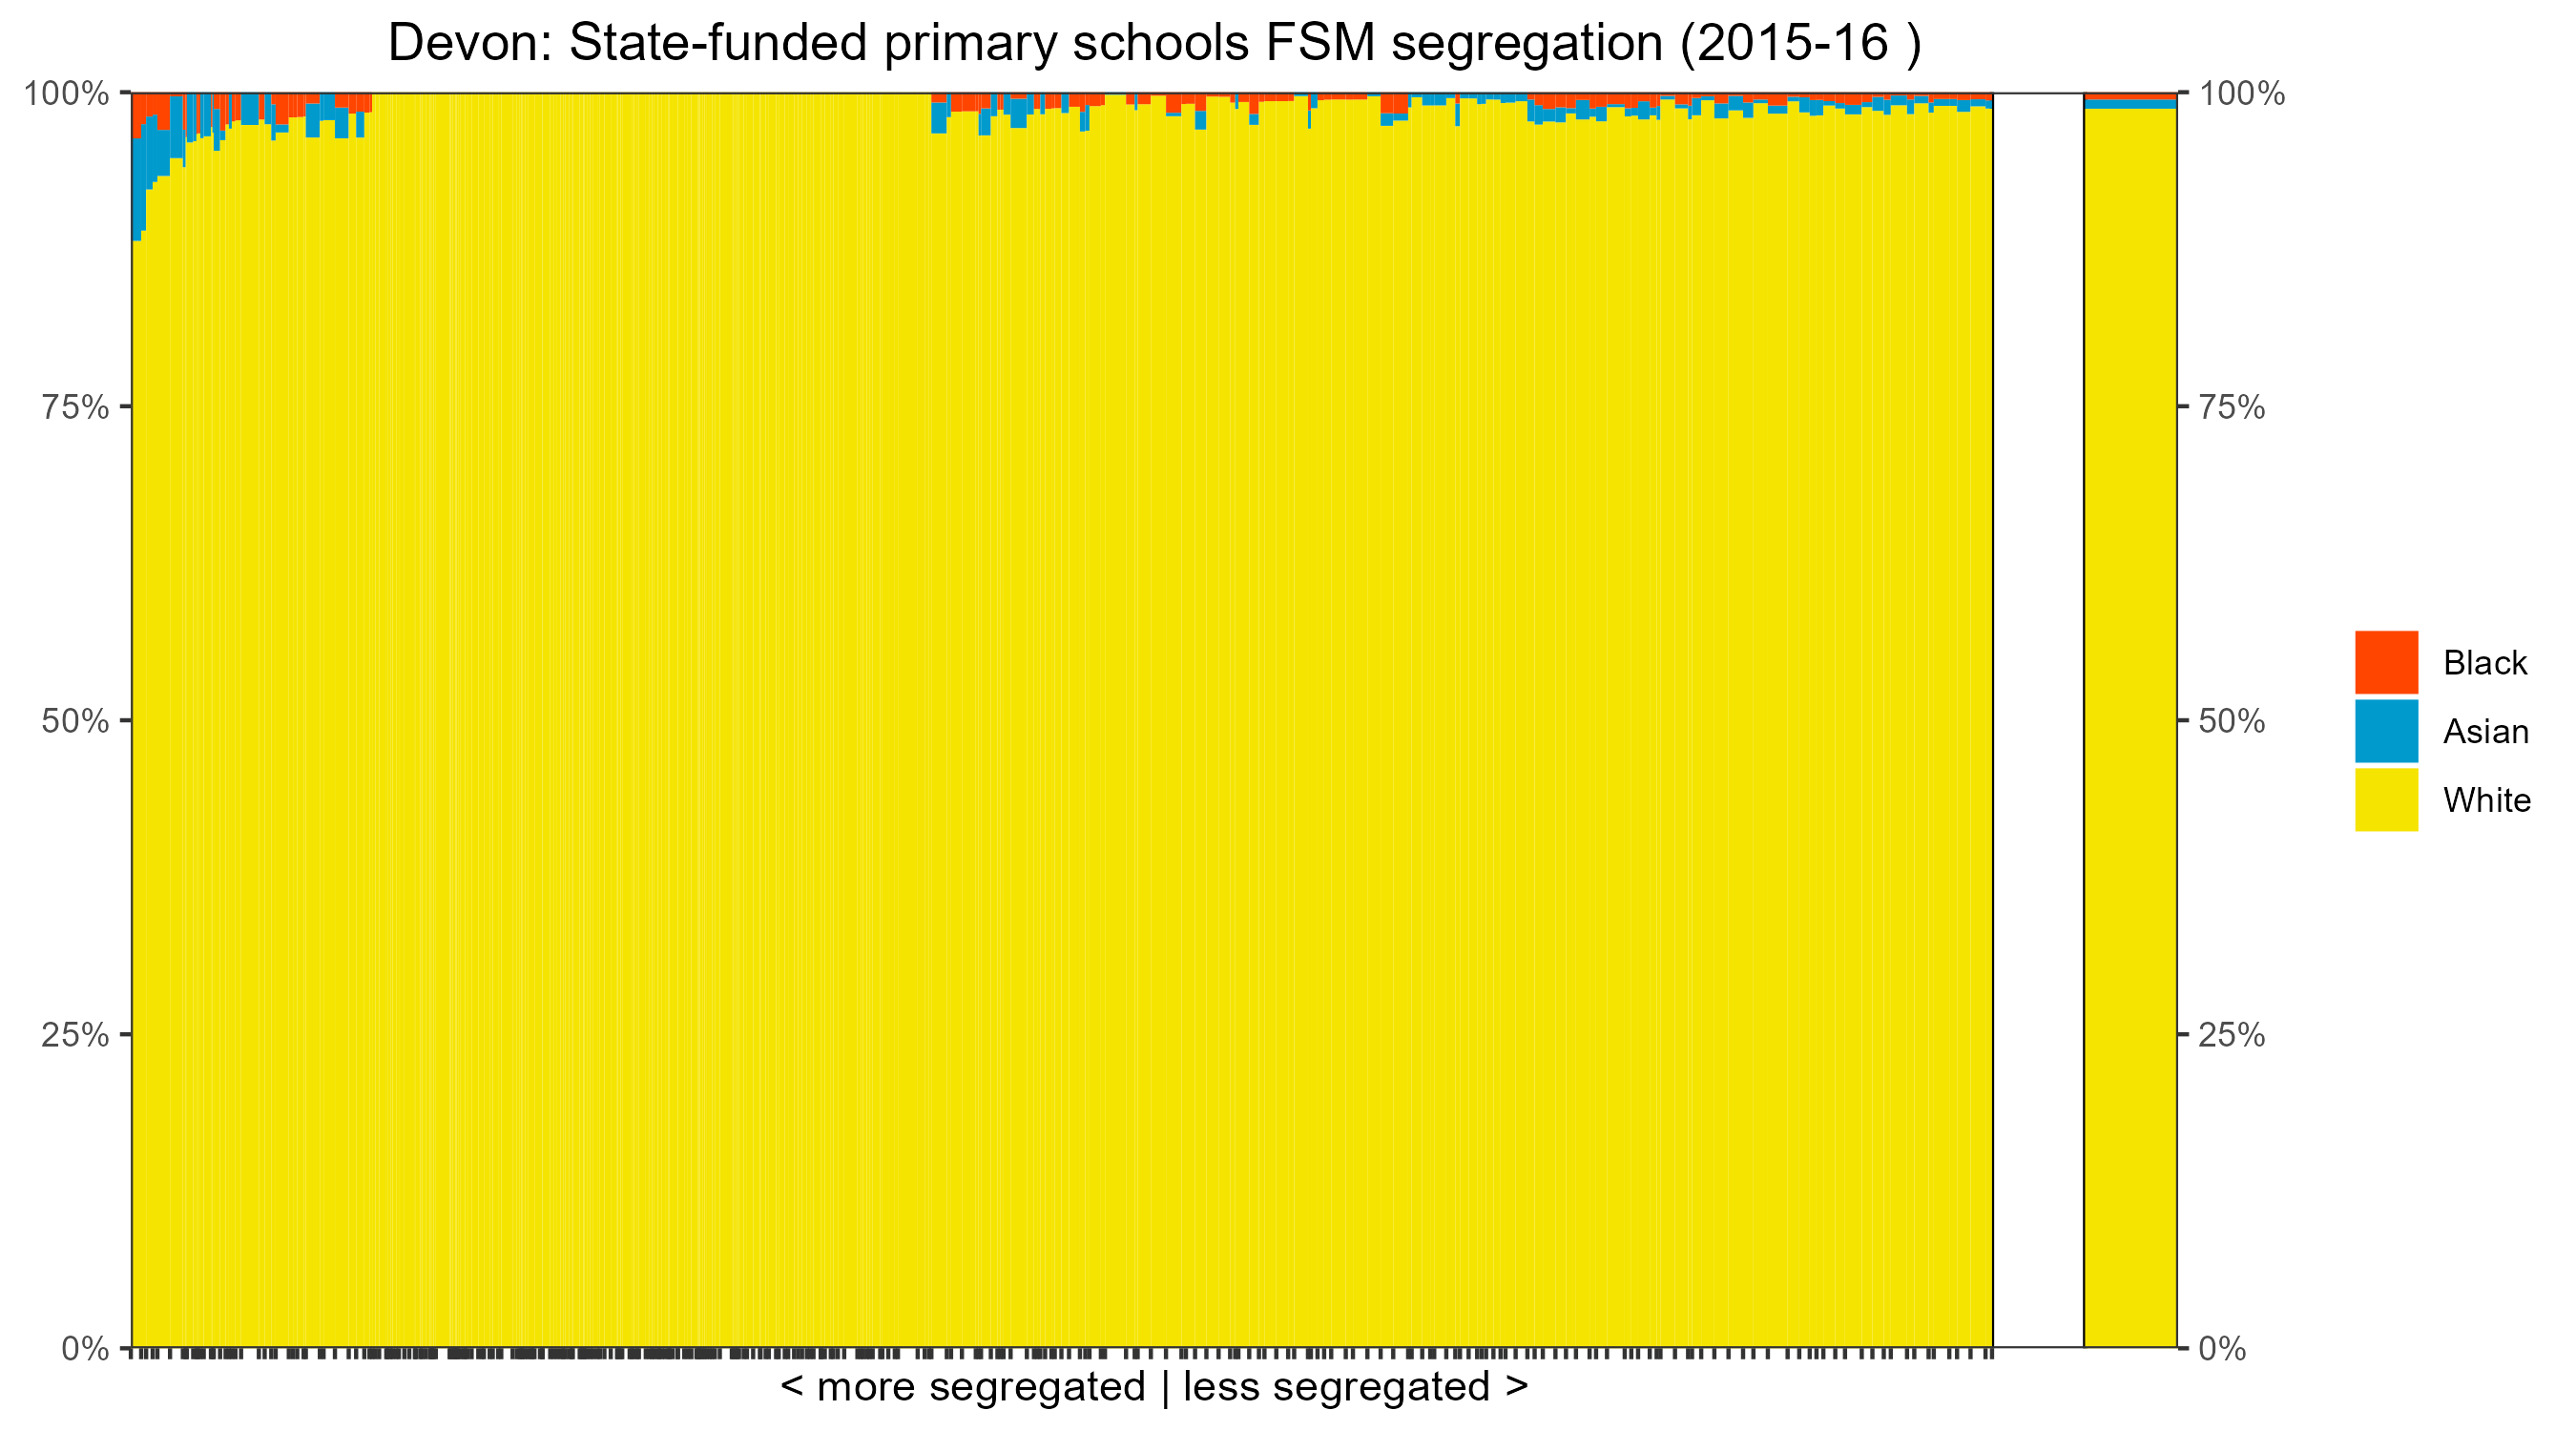 Devon: State-funded primary schools FSM segregation (2015-16 )
100%
75%
50%
25%
0%
100%
75%
50%
25%
0%
Black
Asian
White
< more segregated | less segregated >